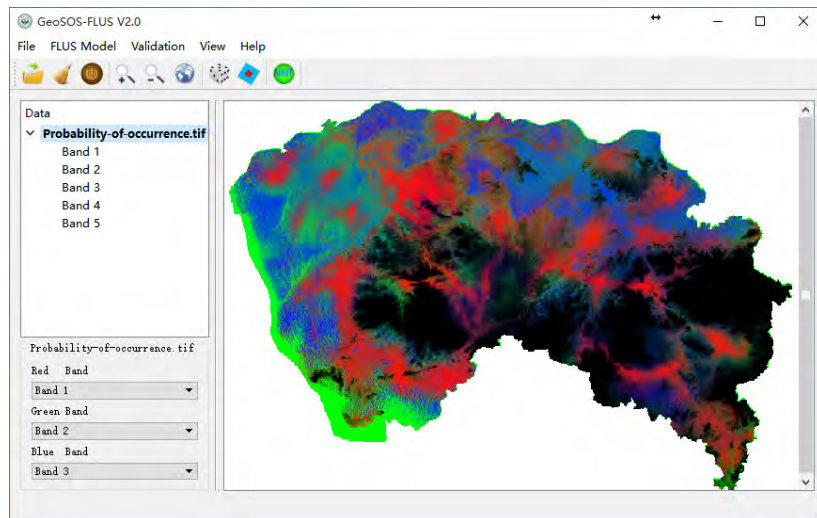 GeoSOS-FLUS V2.0
File FLUS Model Validation View Help
Data
Probability-of-occurrence.tif
Band 1
Band 2
Band 3
Band 4
Band 5
Probability-of-occurrence.tif
Red Band
Band 1
Green Band
Band 2
Blue Band
Band 3